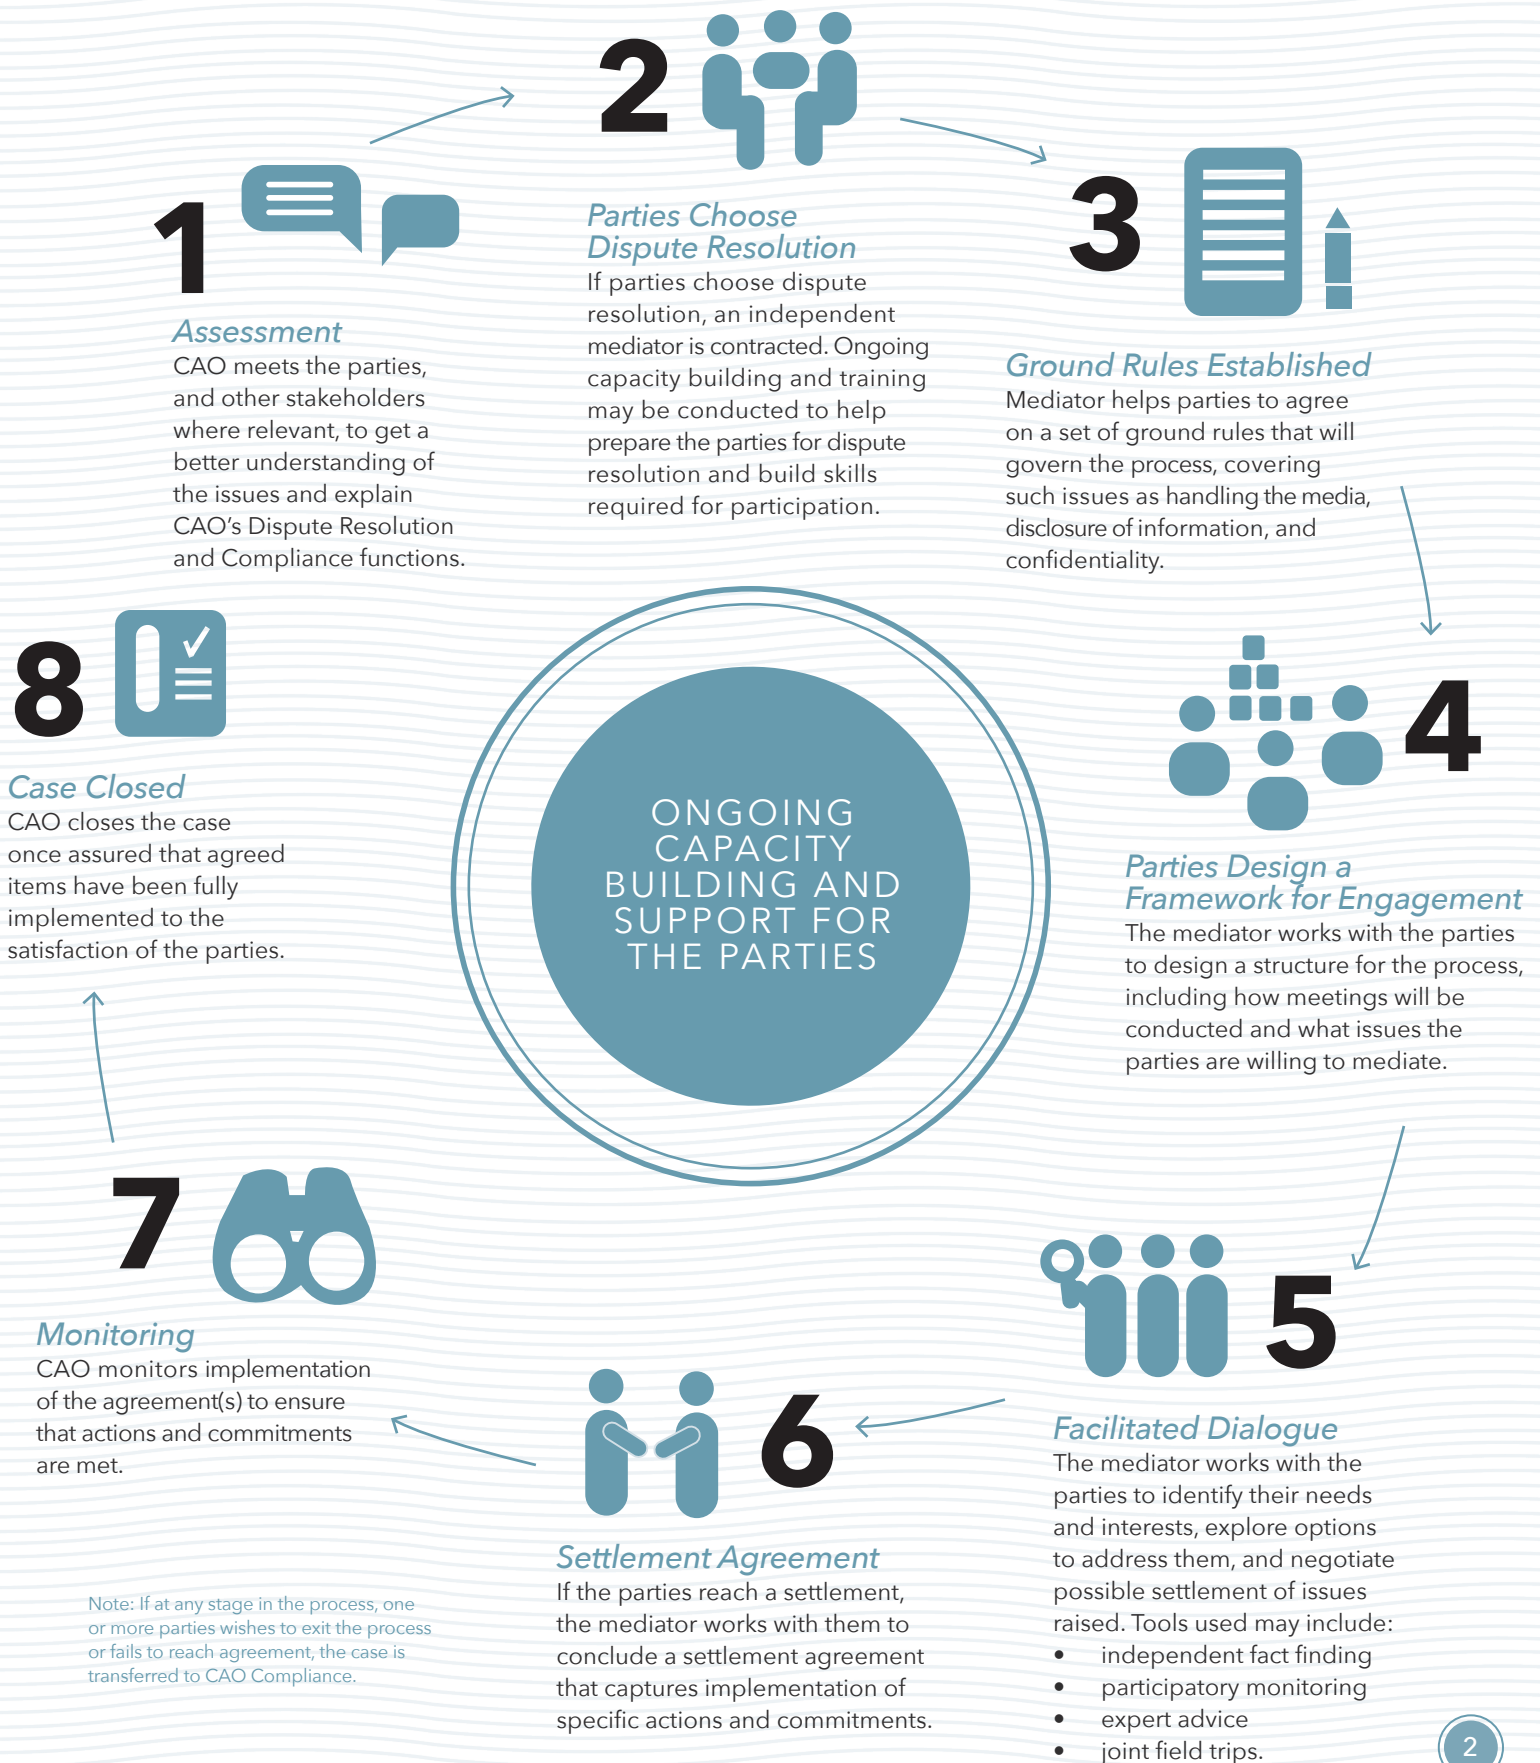 1
Assessment
CAO meets the parties,
and other stakeholders
where relevant, to get a
better understanding of
the issues and explain
CAO's Dispute Resolution
and Compliance functions.
2
Parties Choose
Dispute Resolution
If parties choose dispute
resolution, an independent
mediator is contracted. Ongoing
capacity building and training
may be conducted to help
prepare the parties for dispute
resolution and build skills
required for participation.
3
Ground Rules Established
Mediator helps parties to agree
on a set of ground rules that will
govern the process, covering
such issues as handling the media,
disclosure of information, and
confidentiality.
4
Parties Design a
Framework for Engagement
The mediator works with the parties
to design a structure for the process,
including how meetings will be
conducted and what issues the
parties are willing to mediate.
5
Facilitated Dialogue
The mediator works with the
parties to identify their needs
and interests, explore options
to address them, and negotiate
possible settlement of issues
raised. Tools used may include:
• independent fact finding
• participatory monitoring
• expert advice
• joint field trips.
6
Settlement Agreement
If the parties reach a settlement,
the mediator works with them to
conclude a settlement agreement
that captures implementation of
specific actions and commitments.
7
Monitoring
CAO monitors implementation
of the agreement(s) to ensure
that actions and commitments
are met.
8
Case Closed
CAO closes the case
once assured that agreed
items have been fully
implemented to the
satisfaction of the parties.
ONGOING
CAPACITY
BUILDING AND
SUPPORT FOR
THE PARTIES
Note: If at any stage in the process, one
or more parties wishes to exit the process
or fails to reach agreement, the case is
transferred to CAO Compliance.
2